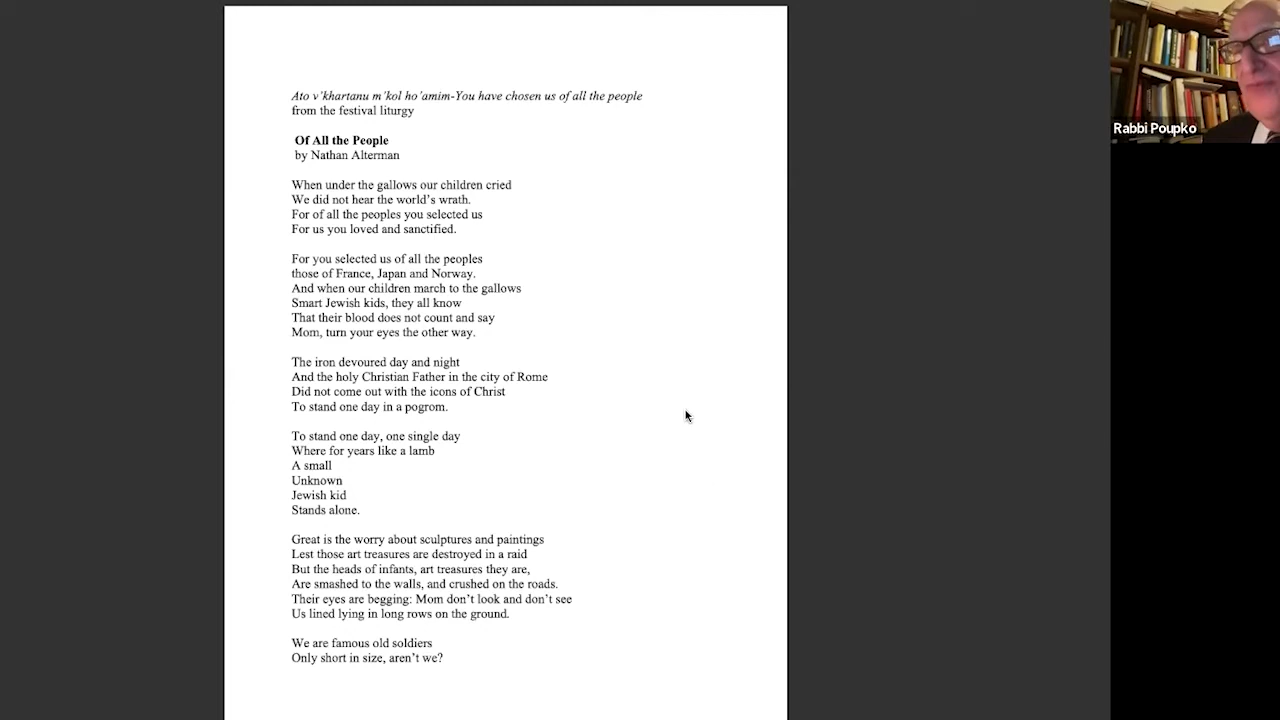 Ato v'khartanu m'kol ho'amim-You have chosen us of all the people
from the festival liturgy
Of All the People
by Nathan Alterman
When under the gallows our children cried
We did not hear the world's wrath.
For of all the peoples you selected us
For us you loved and sanctified.
For you selected us of all the peoples
those of France, Japan and Norway.
And when our children march to the gallows
Smart Jewish kids, they all know
That their blood does not count and say
Mom, turn your eyes the other way.
The iron devoured day and night
And the holy Christian Father in the city of Rome
Did not come out with the icons of Christ
To stand one day in a pogrom.
To stand one day, one single day
Where for years like a lamb
A small
Unknown
Jewish kid
Stands alone.
Great is the worry about sculptures and paintings
Lest those art treasures are destroyed in a raid
But the heads of infants, art treasures they are,
Are smashed to the walls, and crushed on the roads.
Their eyes are begging: Mom don't look and don't see
Us lined lying in long rows on the ground.
We are famous old soldiers
Only short in size, aren't we?
Rabbi Poupko